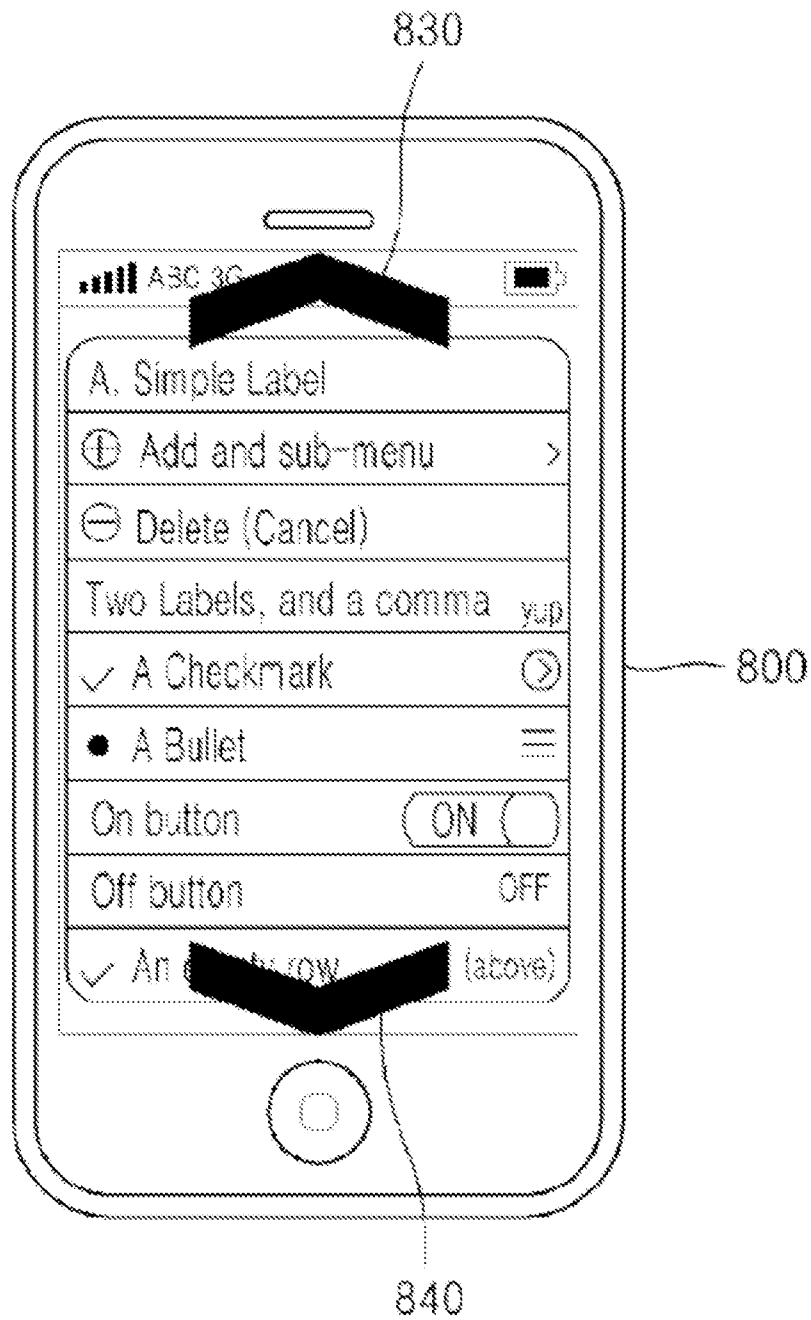 830
ABC 3G
A. Simple Label
Add and sub-menu >
Delete (Cancel)
Two Labels, and a comma yup
A Checkmark
800
A Bullet
On button ON
Off button OFF
An row (above)
840